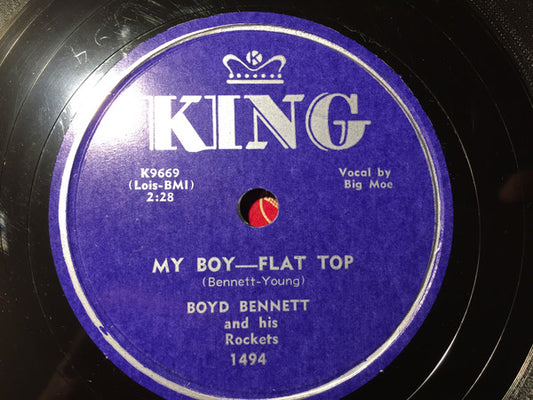 K
KING
K9669
(Lois-BMI)
2:28
Vocal by
Big Moe
MY BOY—FLAT TOP
(Bennett-Young)
BOYD BENNETT
and his
Rockets
1494